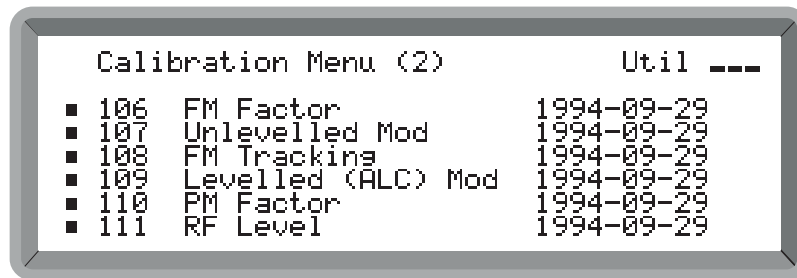 Calibration Menu (2) Util ___
■ 106 FM Factor 1994-09-29
■ 107 Unlevelled Mod 1994-09-29
■ 108 FM Tracking 1994-09-29
■ 109 Levelled (ALC) Mod 1994-09-29
■ 110 PM Factor 1994-09-29
■ 111 RF Level 1994-09-29